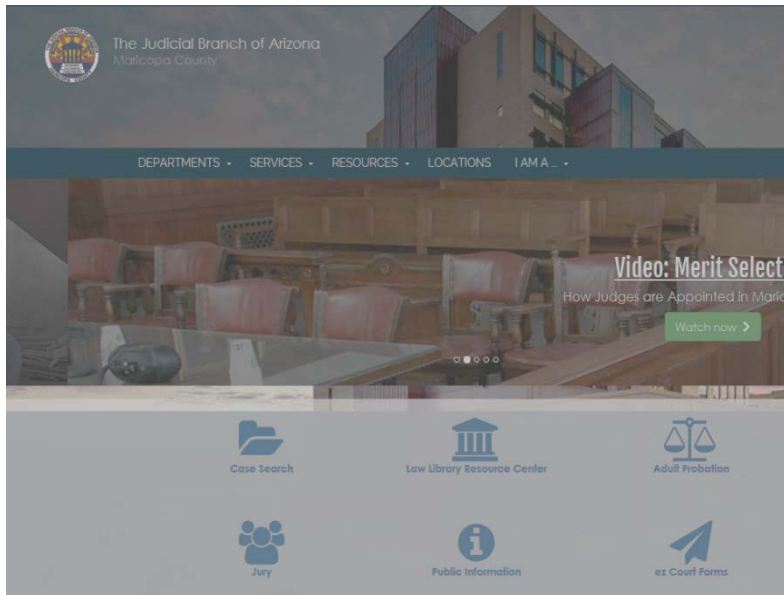 The Judicial Branch of Arizona
Maricopa County
DEPARTMENTS
SERVICES
RESOURCES
LOCATIONS
I AM A ...
Video: Merit Select
How Judges are Appointed in Maric
Watch now
Case Search
Law Library Resource Center
Adult Probation
Jury
Public Information
ez Court Forms